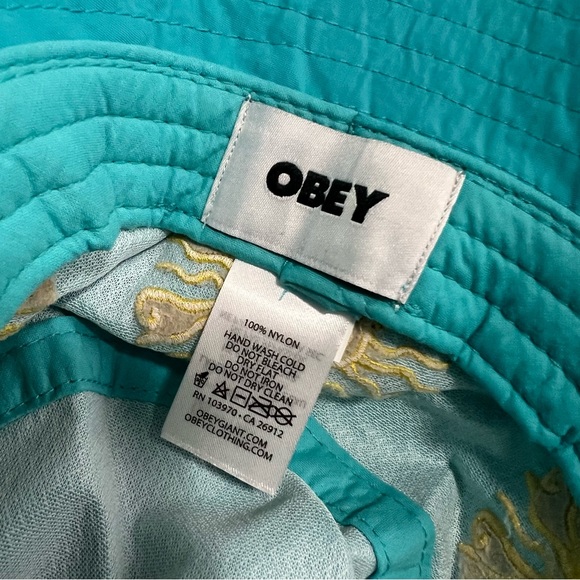 OBEY
100% NYLON
HAND WASH COLD
DO NOT BLEACH
DRY FLAT
DO NOT IRON
DO NOT DRY CLEAN
RN 103970 • CA 26912
OBEYGIANT.COM
OBEYCLOTHING.COM